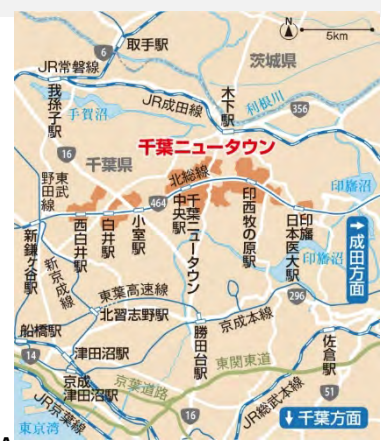 N
5km
取手駅
6
茨城県
JR常磐線
我孫子駅
手賀沼
JR成田線
木下駅
利根川
356
千葉ニュータウン
16
千葉県
北総線
464
東武野田線
新鎌ヶ谷駅
西白井駅
白井駅
小室駅
千葉ニュータウン中央駅
印西牧の原駅
印旛日本医大駅
印旛沼
印旛沼
→成田方面
新京成線
東葉高速線
北習志野駅
296
京成本線
船橋駅
勝田台駅
佐倉駅
14
津田沼駅
京成津田沼駅
東関東道
京葉道路
51
JR京葉線
16
JR総武本線
東京湾
↓千葉方面